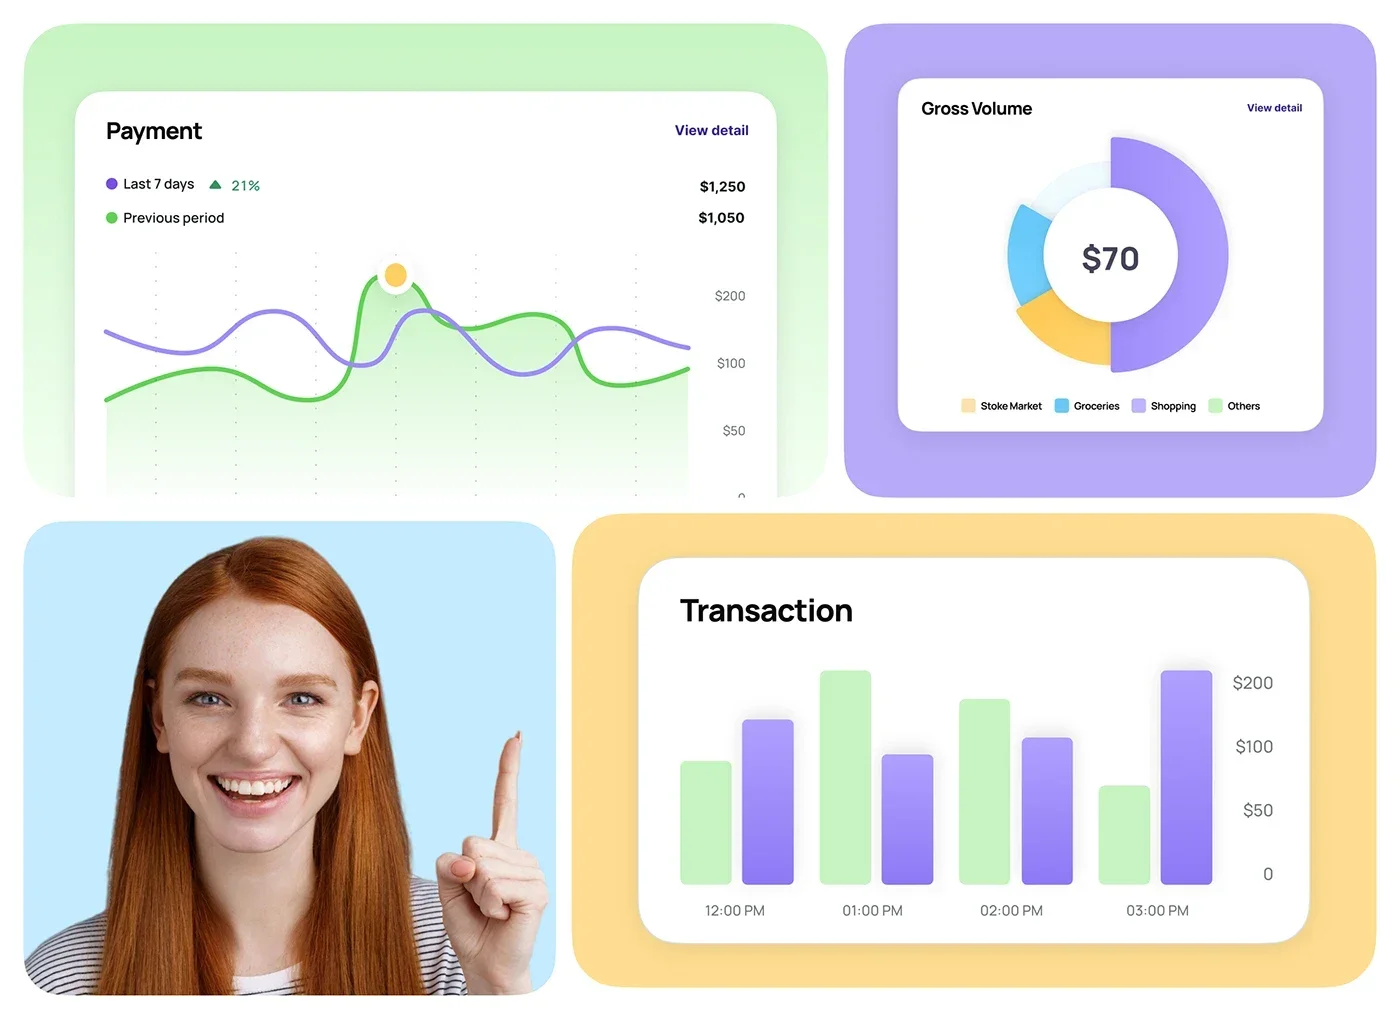 Payment
View detail
Last 7 days 21% $1,250
Previous period $1,050
$200
$100
$50
Gross Volume
View detail
$70
Stoke Market Groceries Shopping Others
Transaction
$200
$100
$50
0
12:00 PM 01:00 PM 02:00 PM 03:00 PM